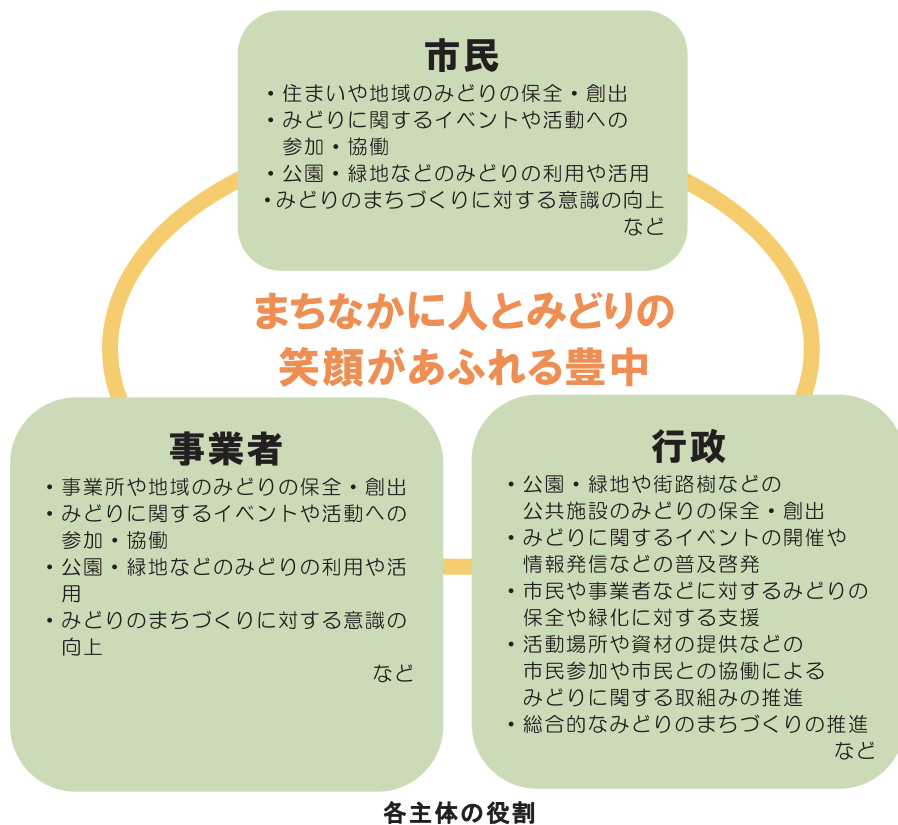 市民
・住まいや地域のみどりの保全・創出
・みどりに関するイベントや活動への
参加・協働
・公園・緑地などのみどりの利用や活用
・みどりのまちづくりに対する意識の向上
など
まちなかに人とみどりの
笑顔があふれる豊中
事業者
・事業所や地域のみどりの保全・創出
・みどりに関するイベントや活動への
参加・協働
・公園・緑地などのみどりの利用や活
用
・みどりのまちづくりに対する意識の
向上
など
行政
・公園・緑地や街路樹などの
公共施設のみどりの保全・創出
・みどりに関するイベントの開催や
情報発信などの普及啓発
・市民や事業者などに対するみどりの
保全や緑化に対する支援
・活動場所や資材の提供などの
市民参加や市民との協働による
みどりに関する取組みの推進
・総合的なみどりのまちづくりの推進
など
各主体の役割